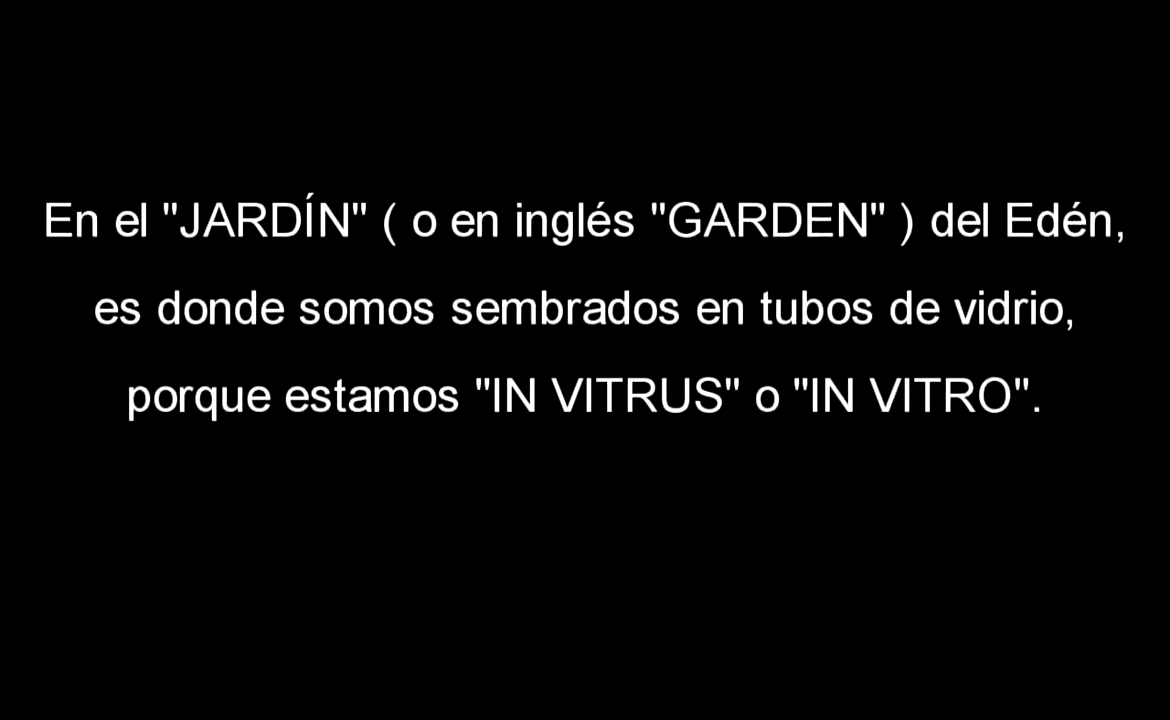 En el "JARDÍN" ( o en inglés "GARDEN" ) del Edén,
es donde somos sembrados en tubos de vidrio,
porque estamos "IN VITRUS" o "IN VITRO".